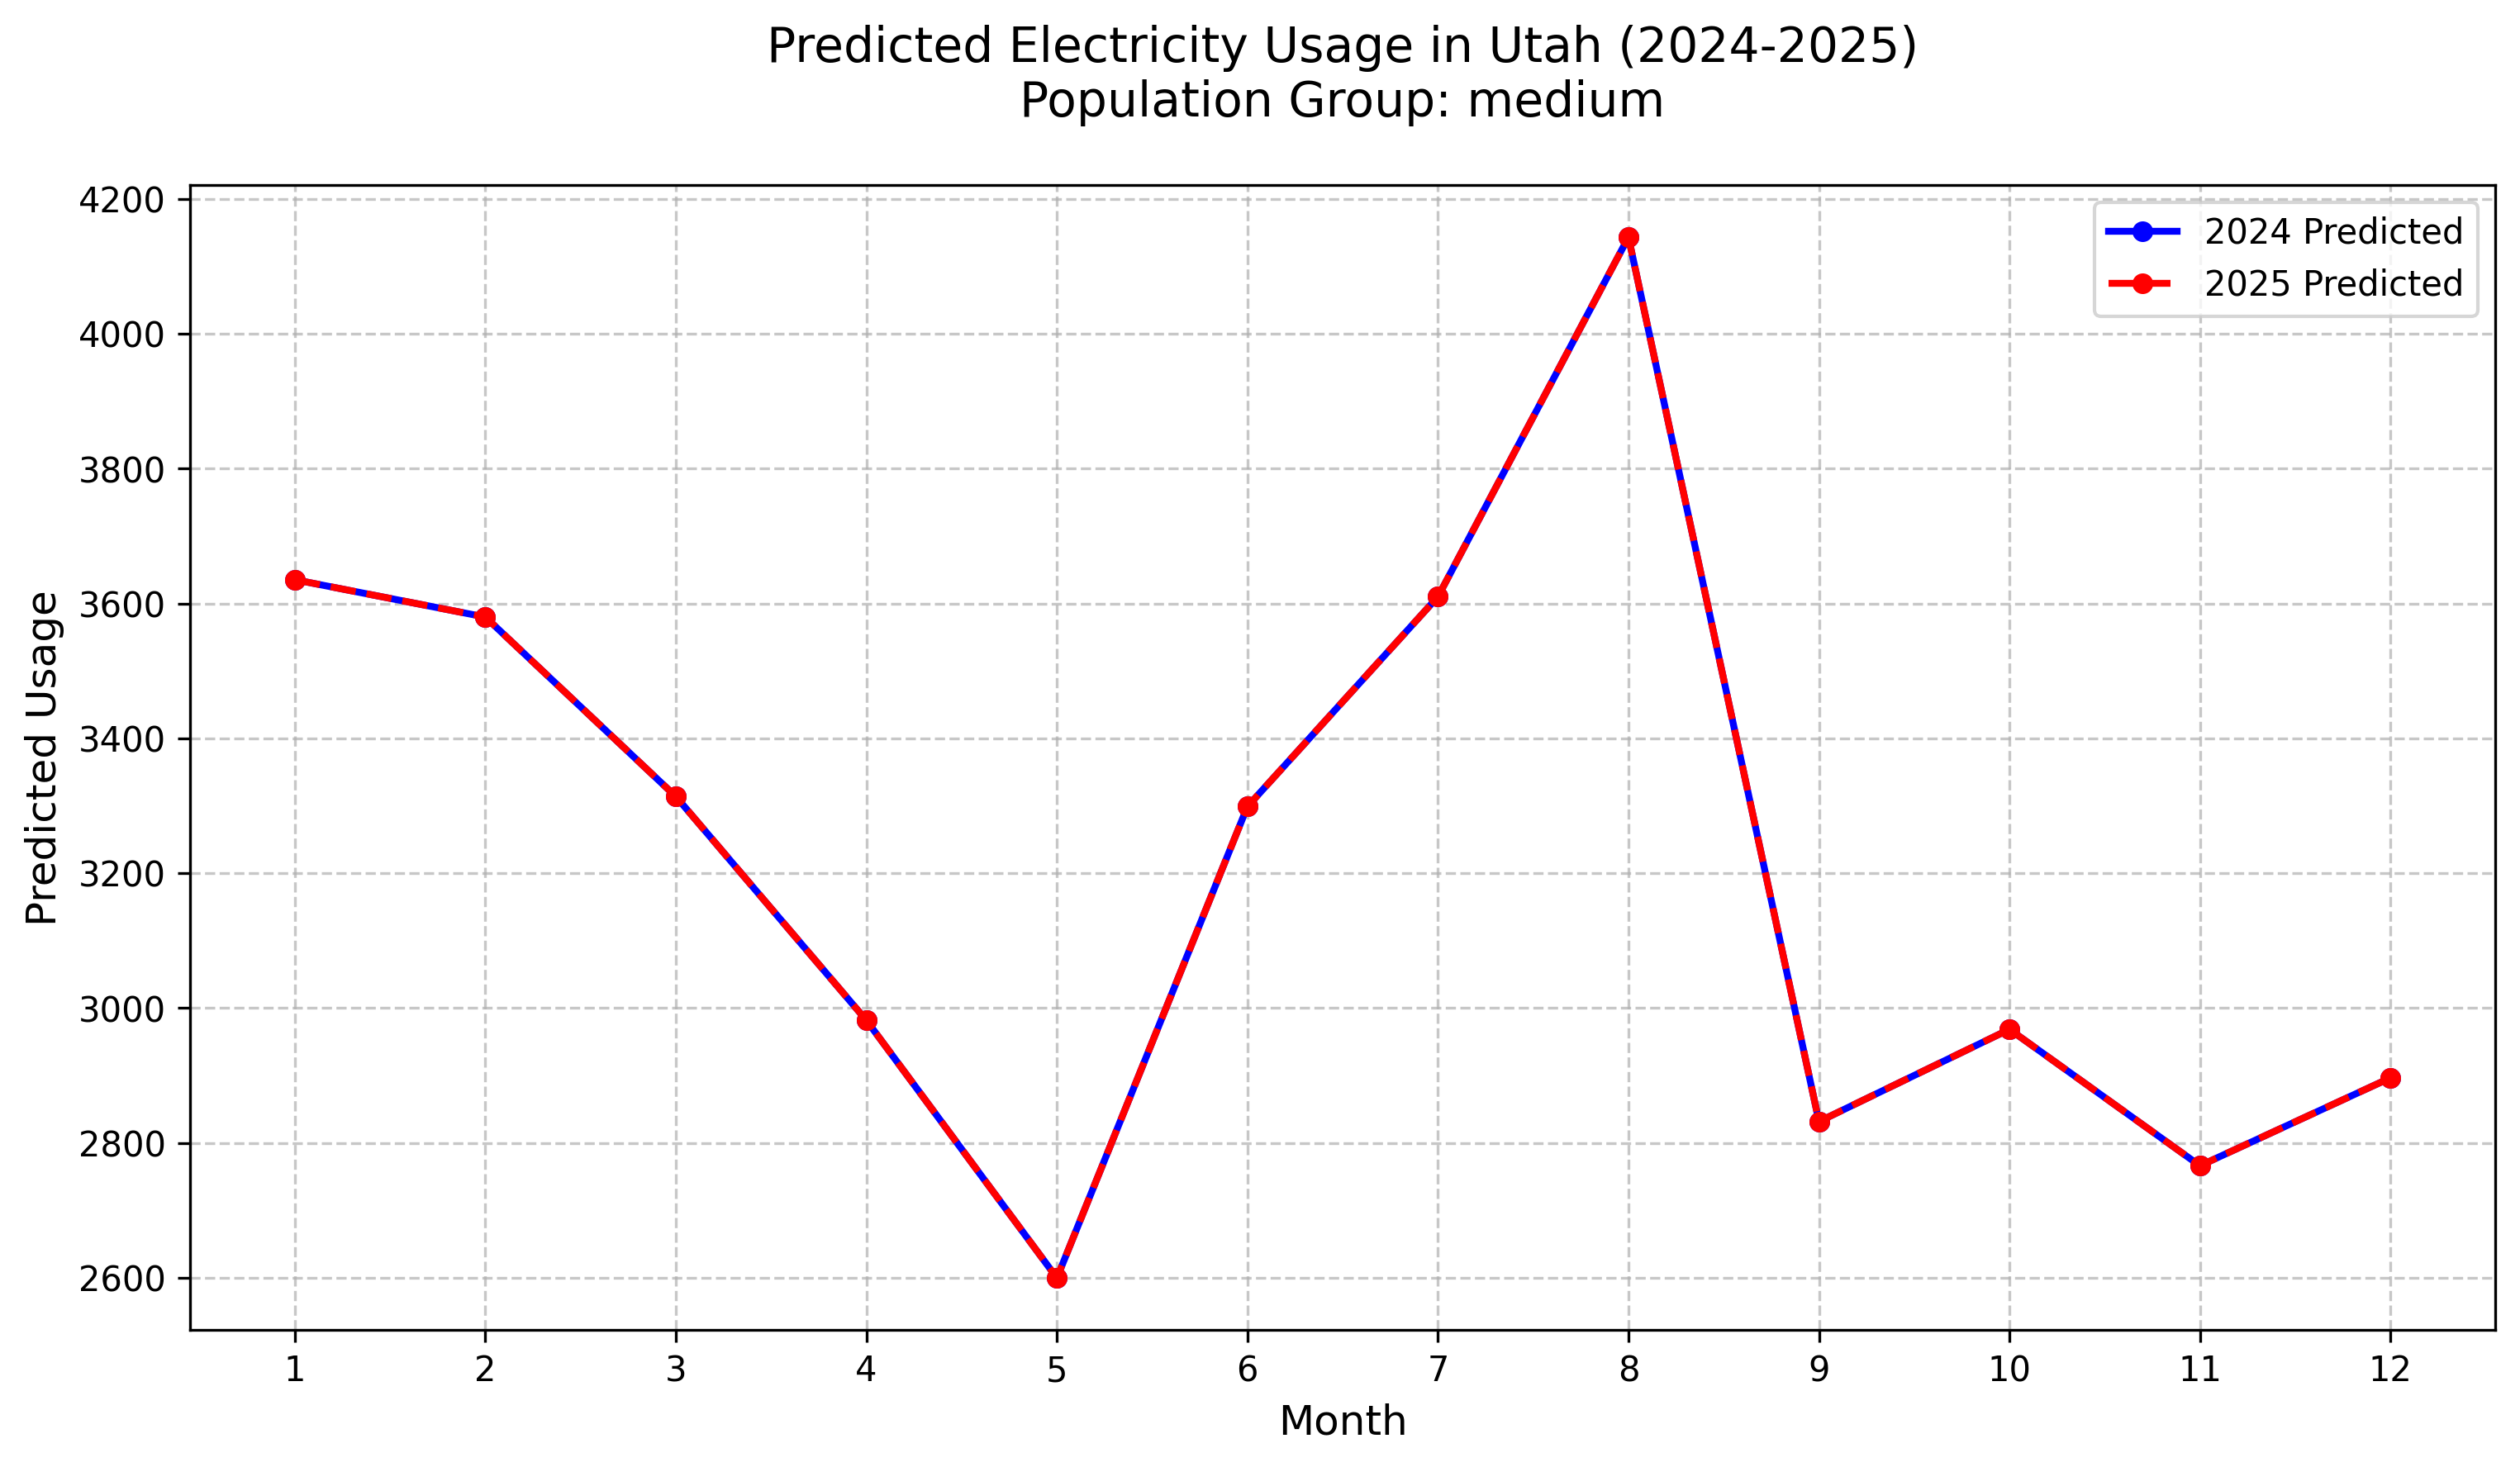 Predicted Electricity Usage in Utah (2024-2025)
Population Group: medium
4200
4000
3800
3600
3400
3200
3000
2800
2600
Predicted Usage
2024 Predicted
2025 Predicted
1 2 3 4 5 6 7 8 9 10 11 12
Month